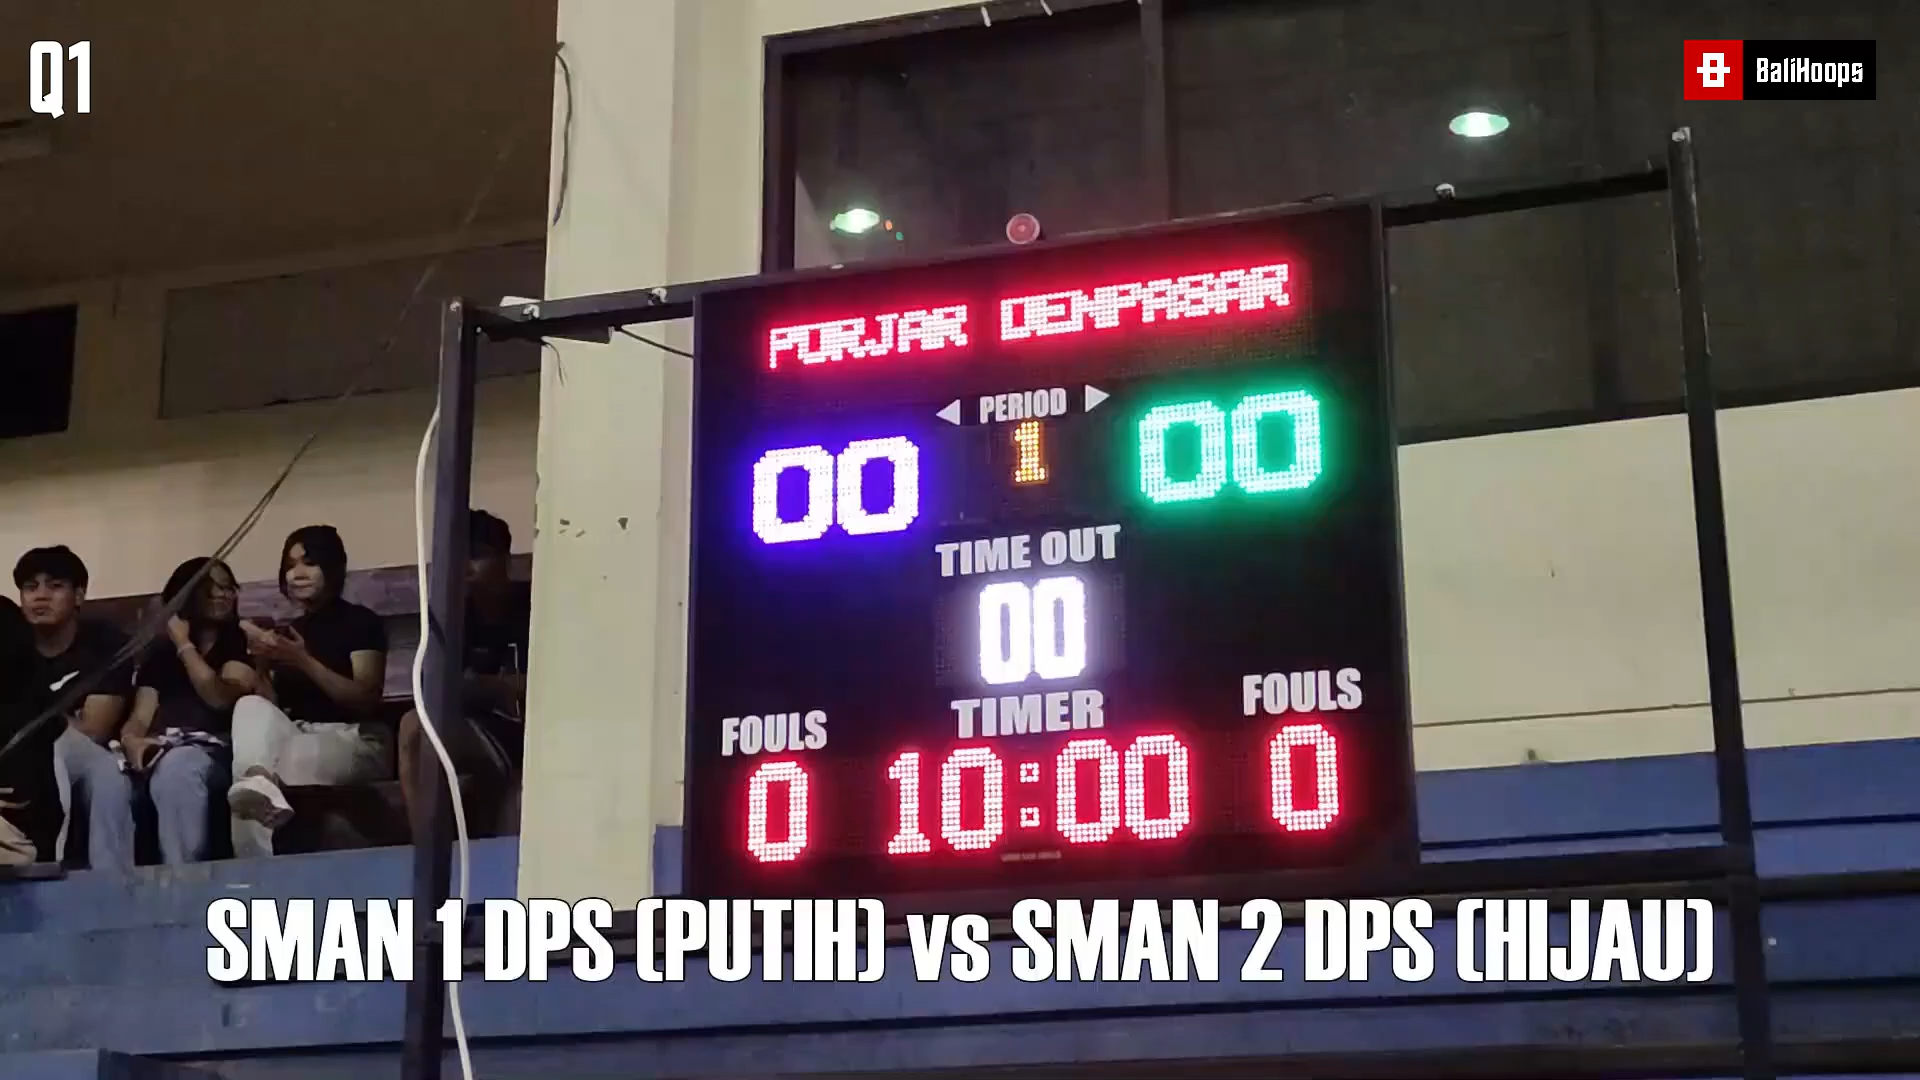 Q1
BaliHoops
PORJAR DENPASAR
PERIOD
00 1 00
TIME OUT
00
TIMER
FOULS FOULS
0 10:00 0
SMAN 1 DPS (PUTIH) vs SMAN 2 DPS (HIJAU)